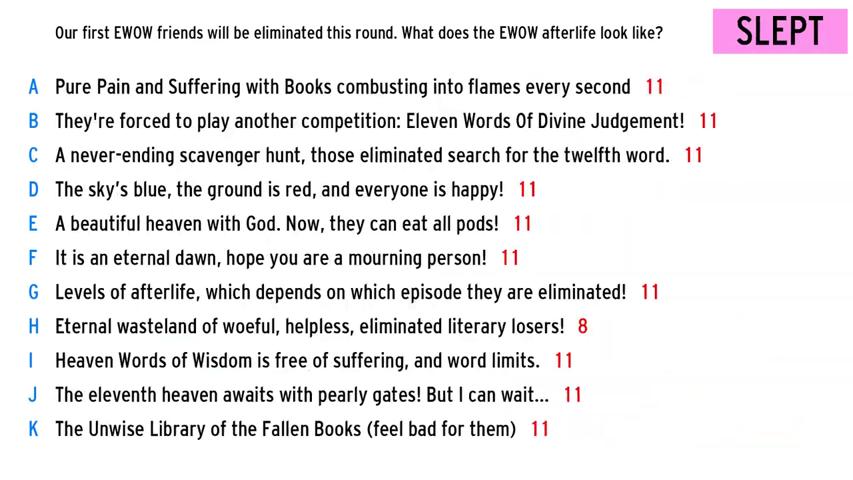 Our first EWOW friends will be eliminated this round. What does the EWOW afterlife look like?
SLEPT
A Pure Pain and Suffering with Books combusting into flames every second 11
B They're forced to play another competition: Eleven Words Of Divine Judgement! 11
C A never-ending scavenger hunt, those eliminated search for the twelfth word. 11
D The sky's blue, the ground is red, and everyone is happy! 11
E A beautiful heaven with God. Now, they can eat all pods! 11
F It is an eternal dawn, hope you are a mourning person! 11
G Levels of afterlife, which depends on which episode they are eliminated! 11
H Eternal wasteland of woeful, helpless, eliminated literary losers! 8
I Heaven Words of Wisdom is free of suffering, and word limits. 11
J The eleventh heaven awaits with pearly gates! But I can wait... 11
K The Unwise Library of the Fallen Books (feel bad for them) 11